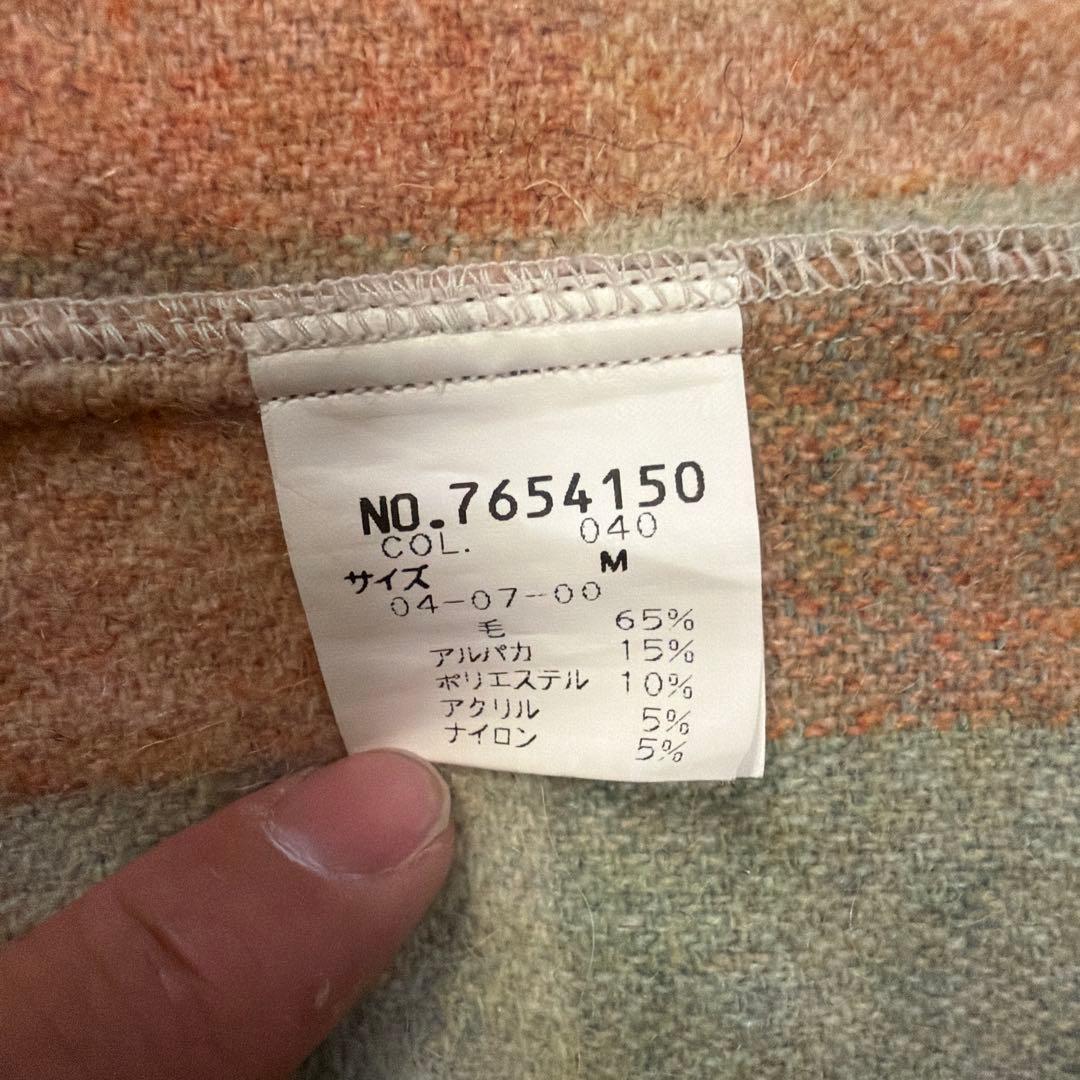 NO.7654150
COL. 040
サイズ M
04-07-00
毛 65%
アルパカ 15%
ポリエステル 10%
アクリル 5%
ナイロン 5%